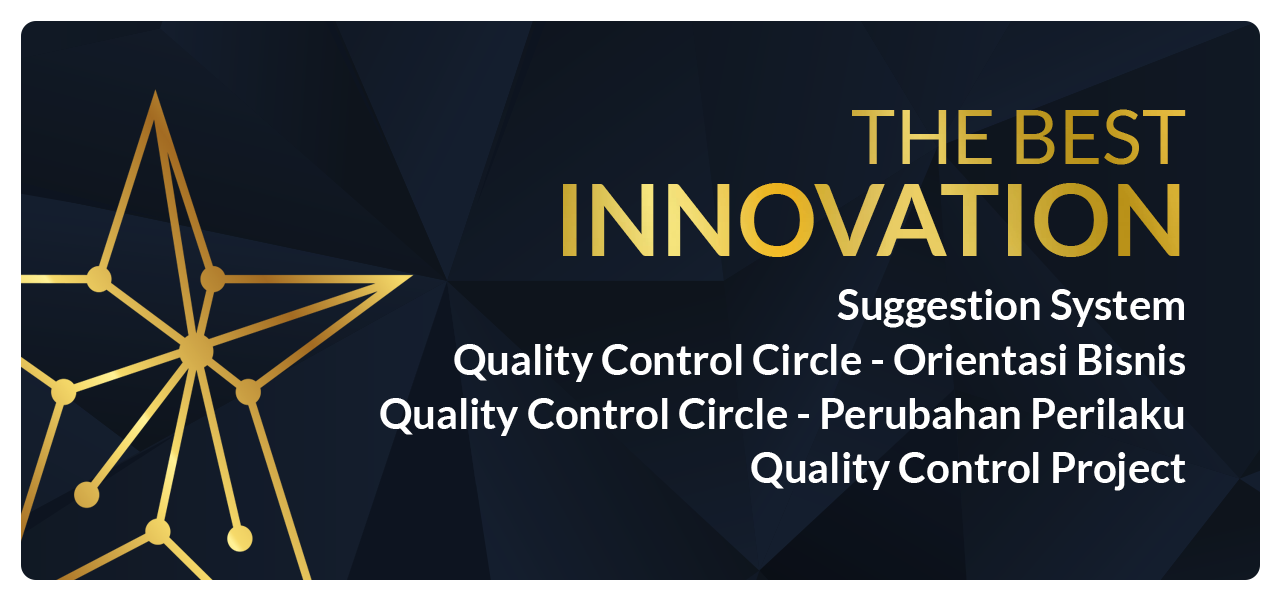 THE BEST
INNOVATION
Suggestion System
Quality Control Circle - Orientasi Bisnis
Quality Control Circle - Perubahan Perilaku
Quality Control Project